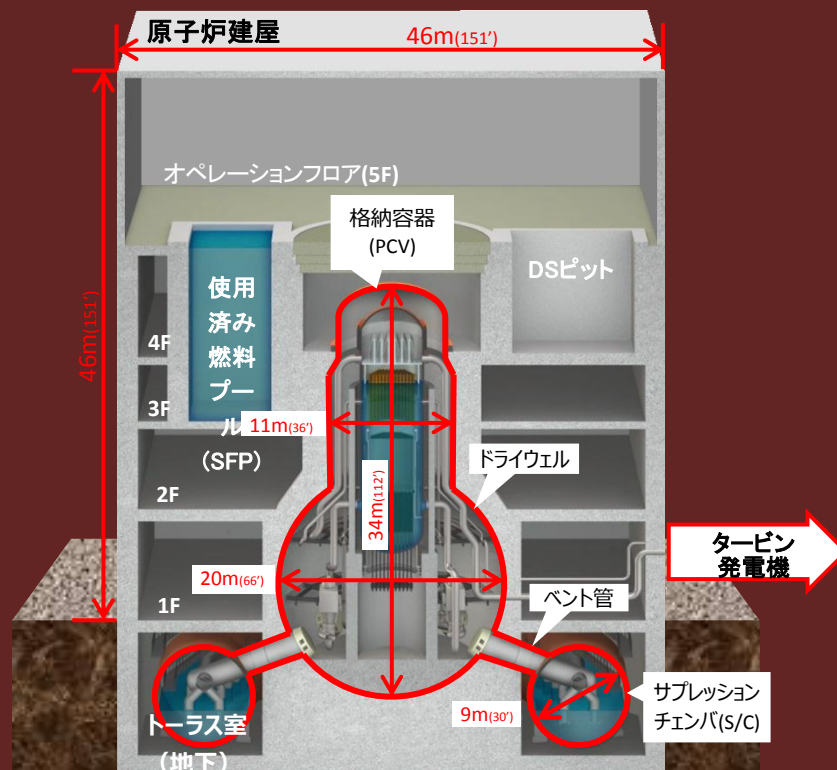 原子炉建屋
46m(151')
オペレーションフロア(5F)
格納容器
(PCV)
DSピット
使用
済み
燃料
プー
ル
(SFP)
46m(151')
4F
3F
11m(36')
ドライウェル
2F
34m(112')
タービン
発電機
20m(66')
1F
ベント管
サプレッション
チェンバ(S/C)
9m(30')
トーラス室
(地下)